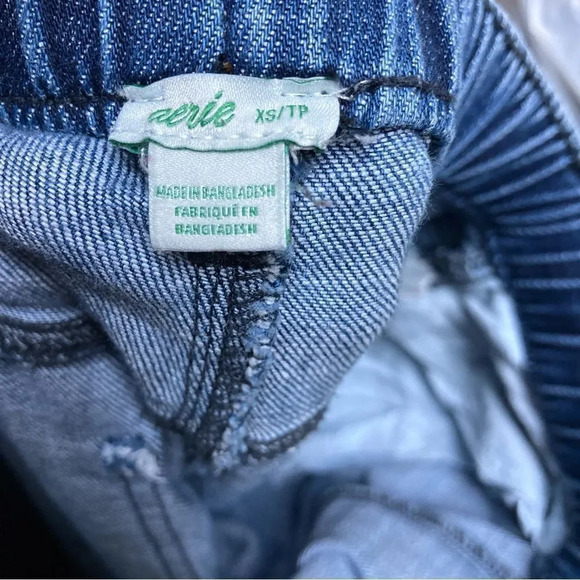 aerie XS/TP
MADE IN BANGLADESH
FABRIQUÉ EN
BANGLADESH